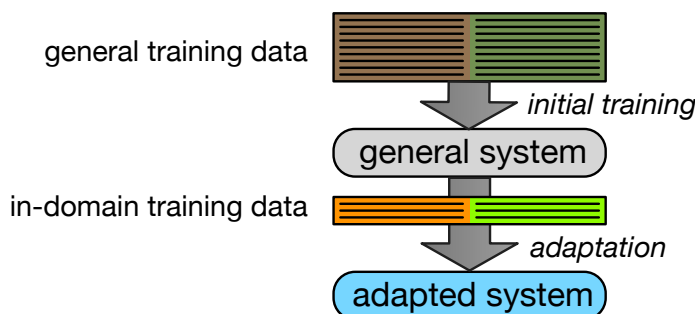 general training data
initial training
general system
in-domain training data
adaptation
adapted system